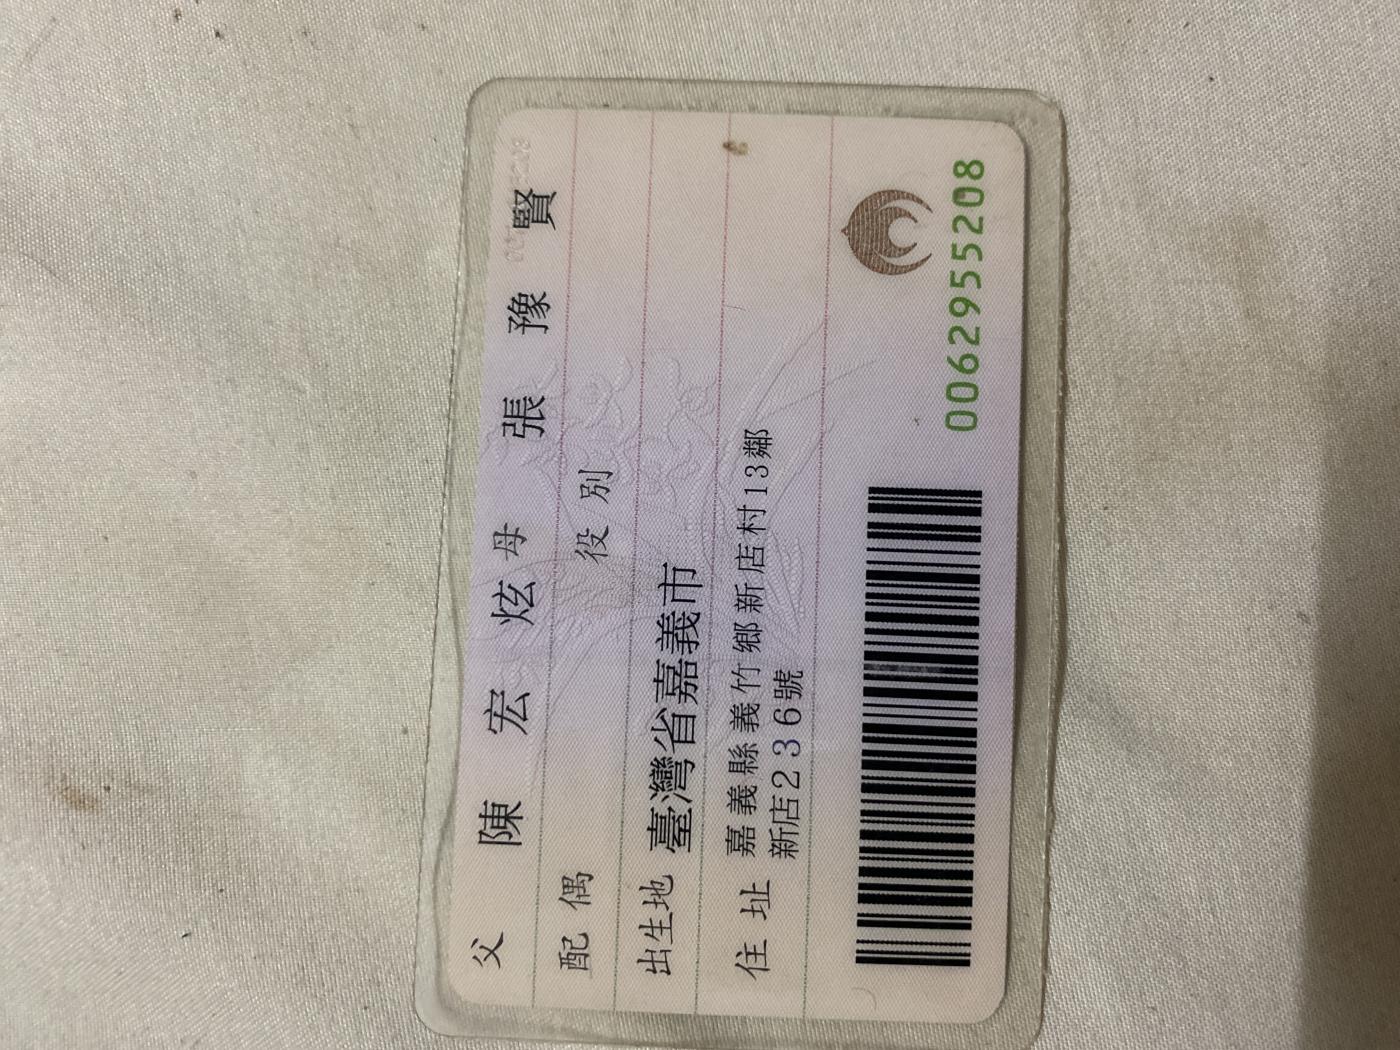 父 陳宏炫 母 張豫賢
配偶 役別
出生地 臺灣省嘉義市
住址 嘉義縣義竹鄉新店村13鄰
新店236號
0062955208